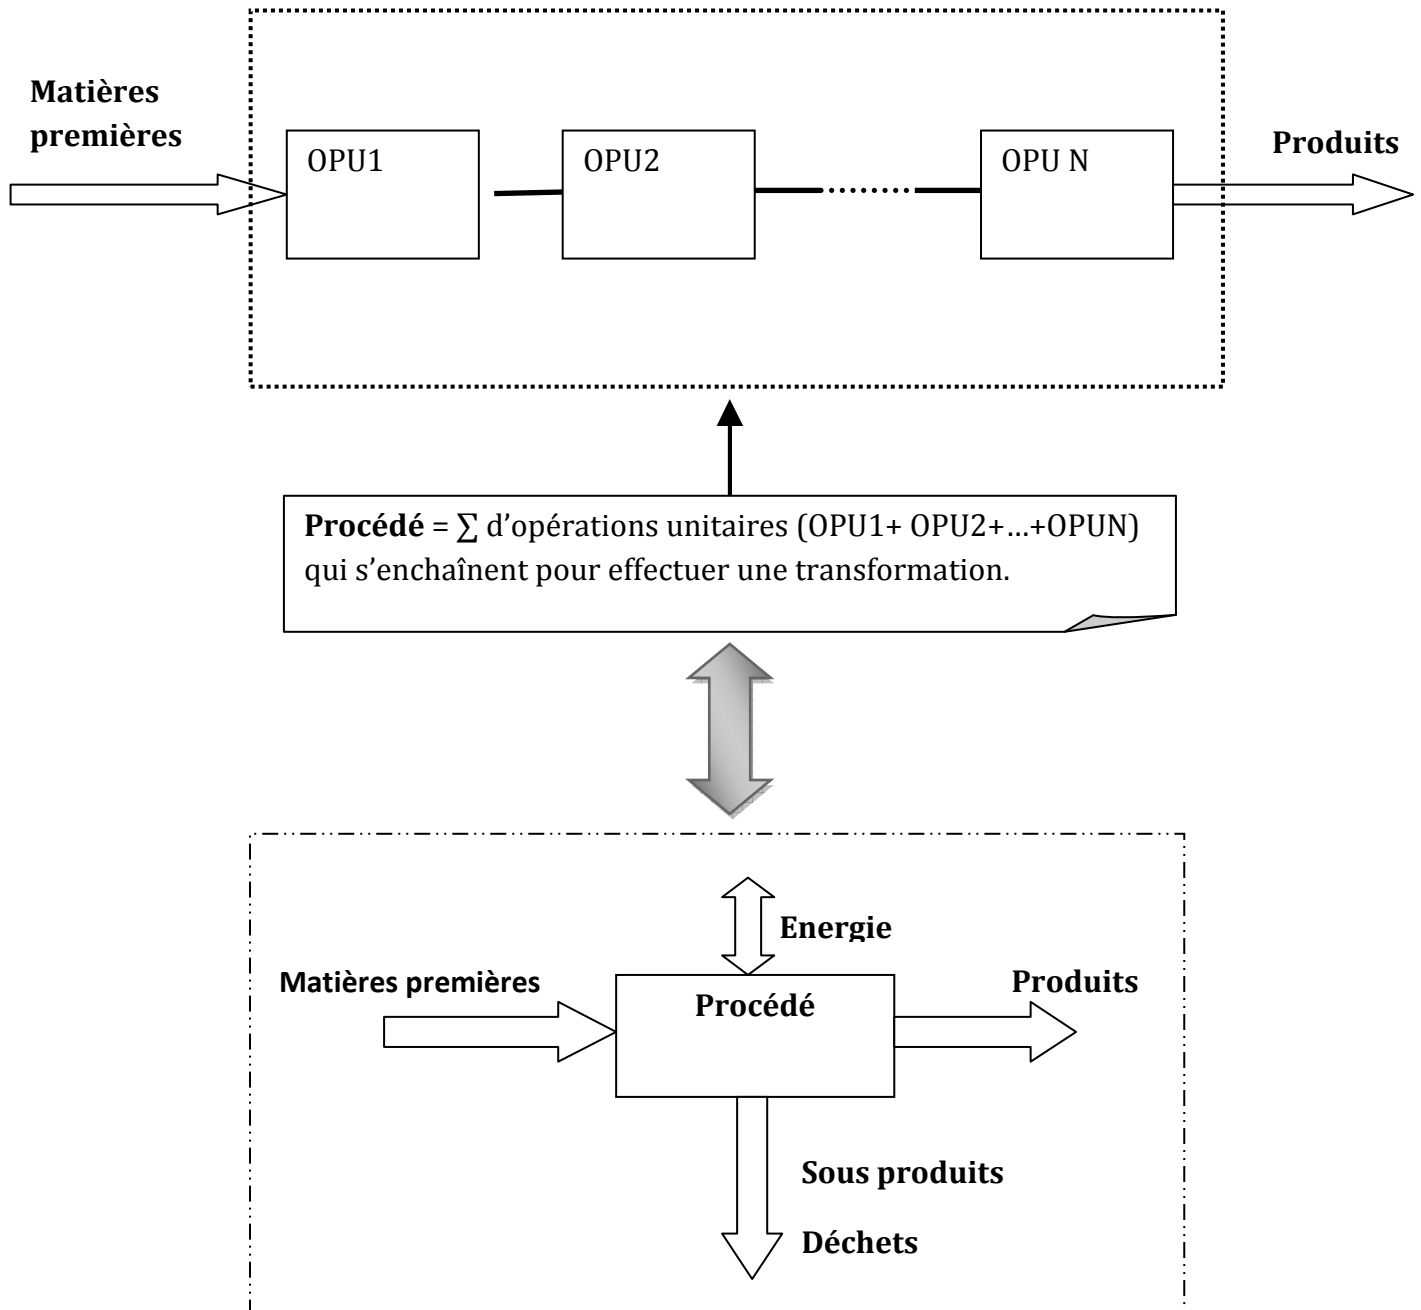 Matières
premières
OPU1
OPU2
OPU N
Produits
Procédé = ∑ d’opérations unitaires (OPU1+ OPU2+…+OPUN)
qui s’enchaînent pour effectuer une transformation.
Energie
Matières premières
Produits
Procédé
Sous produits
Déchets